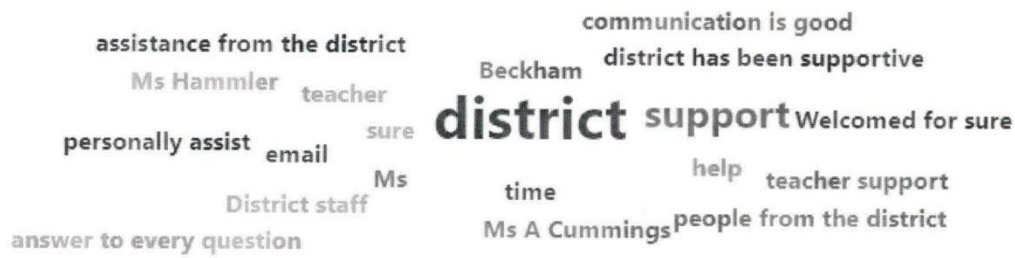 communication is good
assistance from the district
district has been supportive
Beckham
Ms Hammler
teacher
district
support
Welcomed for sure
sure
personally assist
email
help
Ms
teacher support
time
District staff
people from the district
Ms A Cummings
answer to every question